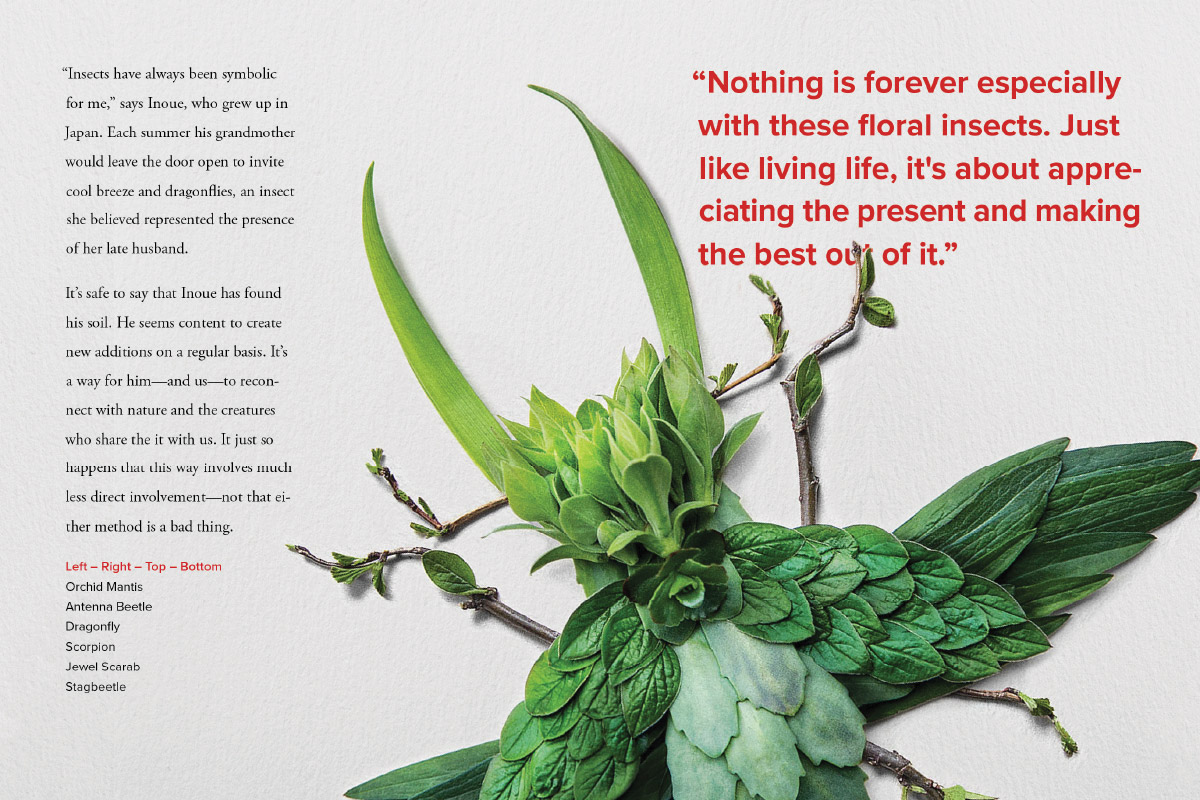 “Insects have always been symbolic
for me,” says Inoue, who grew up in
Japan. Each summer his grandmother
would leave the door open to invite
cool breeze and dragonflies, an insect
she believed represented the presence
of her late husband.
It’s safe to say that Inoue has found
his soil. He seems content to create
new additions on a regular basis. It’s
a way for him—and us—to recon-
nect with nature and the creatures
who share the it with us. It just so
happens that this way involves much
less direct involvement—not that ei-
ther method is a bad thing.
Left – Right – Top – Bottom
Orchid Mantis
Antenna Beetle
Dragonfly
Scorpion
Jewel Scarab
Stagbeetle
“Nothing is forever especially
with these floral insects. Just
like living life, it's about appre-
ciating the present and making
the best out of it.”